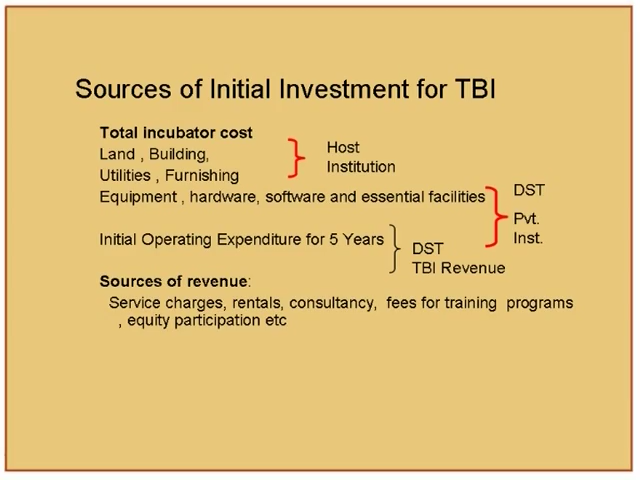 Sources of Initial Investment for TBI
Total incubator cost
Land , Building,
Utilities , Furnishing
Host
Institution
Equipment , hardware, software and essential facilities
DST
Pvt.
Inst.
Initial Operating Expenditure for 5 Years
DST
TBI Revenue
Sources of revenue:
Service charges, rentals, consultancy, fees for training programs
, equity participation etc